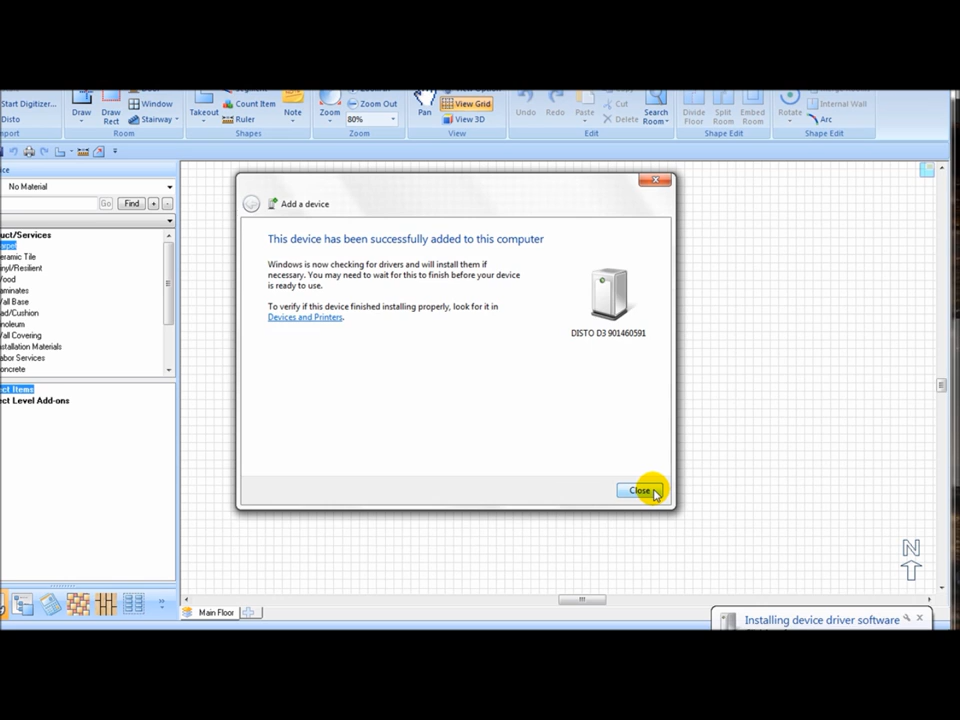 Start Digitizer...
Draw
Draw
Rect
Window
Stairway
Takeout
Count Item
Ruler
Note
Zoom
Zoom Out
80%
Pan
View Grid
View 3D
Undo
Redo
Paste
Cut
Delete
Search
Room
Divide
Floor
Split
Room
Embed
Room
Rotate
Internal Wall
Arc
Disto
Room
Shapes
Zoom
View
Edit
Shape Edit
Shape Edit
No Material
Go
Find
+
-
uct/Services
arpet
eramic Tile
nyl/Resilient
ood
aminates
all Base
ad/Cushion
noleum
all Covering
stallation Materials
abor Services
oncrete
ect Items
ect Level Add-ons
Add a device
This device has been successfully added to this computer
Windows is now checking for drivers and will install them if
necessary. You may need to wait for this to finish before your device
is ready to use.
To verify if this device finished installing properly, look for it in
Devices and Printers.
DISTO D3 901460591
Close
N
Main Floor
Installing device driver software